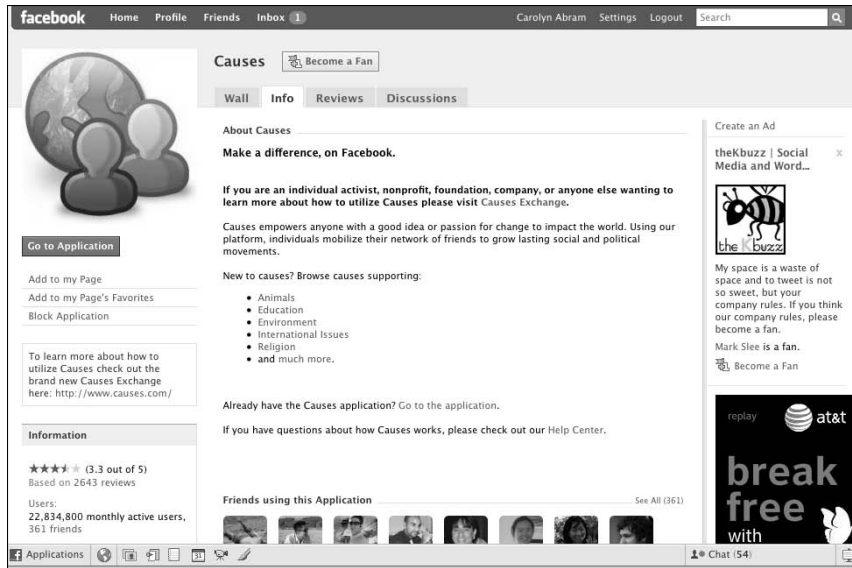 facebook Home Profile Friends Inbox 1 Carolyn Abram Settings Logout Search
Causes Become a Fan
Wall Info Reviews Discussions
Go to Application
Add to my Page
Add to my Page's Favorites
Block Application
To learn more about how to
utilize Causes check out the
brand new Causes Exchange
here: http://www.causes.com/
Information
(3.3 out of 5)
Based on 2643 reviews
Users:
22,834,800 monthly active users,
361 friends
About Causes
Make a difference, on Facebook.
If you are an individual activist, nonprofit, foundation, company, or anyone else wanting to
learn more about how to utilize Causes please visit Causes Exchange.
Causes empowers anyone with a good idea or passion for change to impact the world. Using our
platform, individuals mobilize their network of friends to grow lasting social and political
movements.
New to causes? Browse causes supporting:
• Animals
• Education
• Environment
• International Issues
• Religion
• and much more.
Already have the Causes application? Go to the application.
If you have questions about how Causes works, please check out our Help Center.
Friends using this Application See All (361)
Create an Ad
theKbuzz | Social x
Media and Word...
the Kbuzz
My space is a waste of
space and to tweet is not
so sweet, but your
company rules. If you think
our company rules, please
become a fan.
Mark Slee is a fan.
Become a Fan
replay at&t
break
free
with
Applications 31 Chat (54)